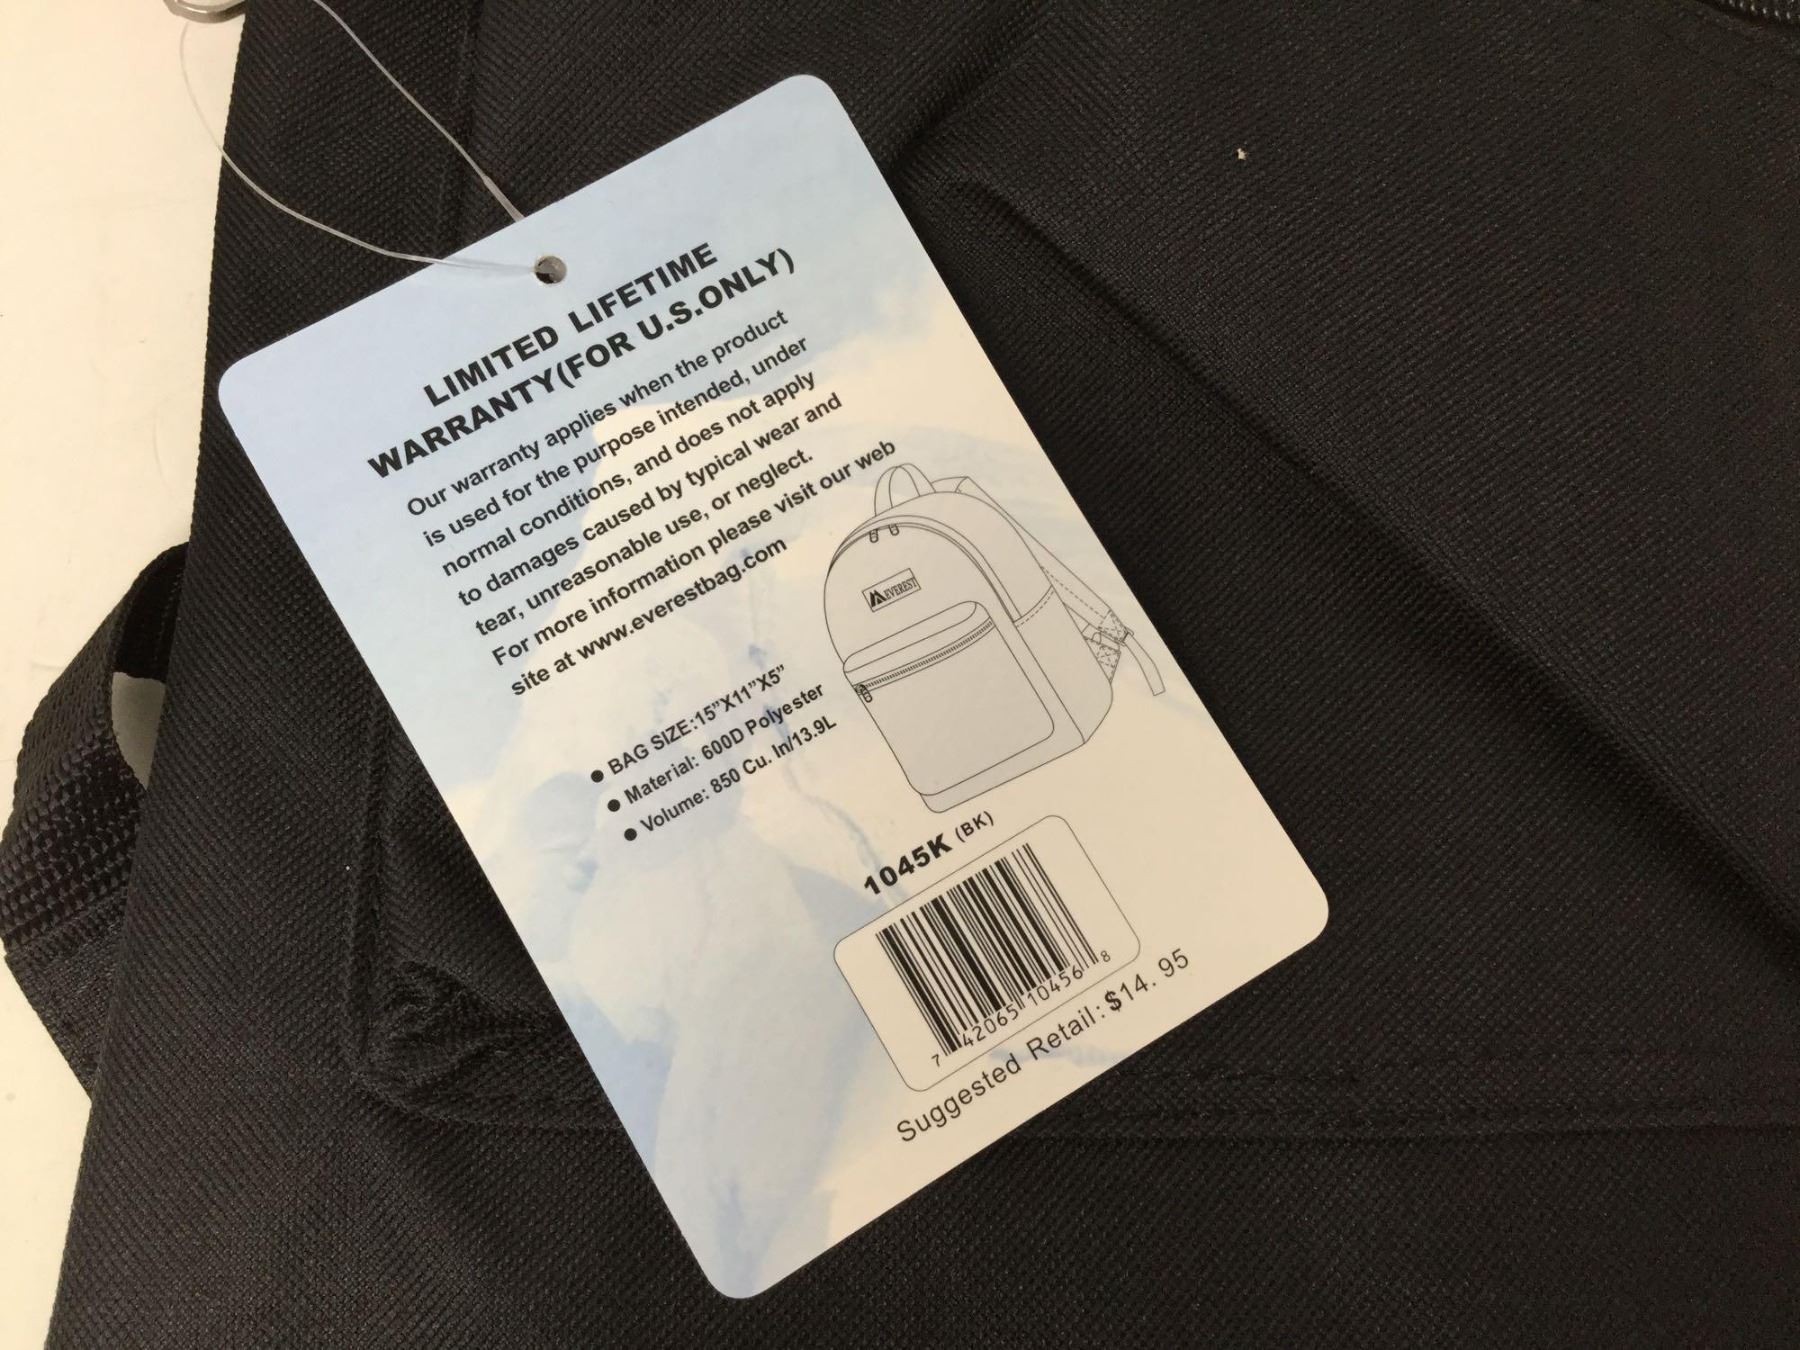 LIMITED LIFETIME
WARRANTY(FOR U.S.ONLY)
Our warranty applies when the product
is used for the purpose intended, under
normal conditions, and does not apply
to damages caused by typical wear and
tear, unreasonable use, or neglect.
For more information please visit our web
site at www.everestbag.com
EVEREST
● BAG SIZE:15"X11"X5"
● Material: 600D Polyester
● Volume: 850 Cu. In/13.9L
1045K (BK)
7 42065 10456 8
Suggested Retail:$14.95